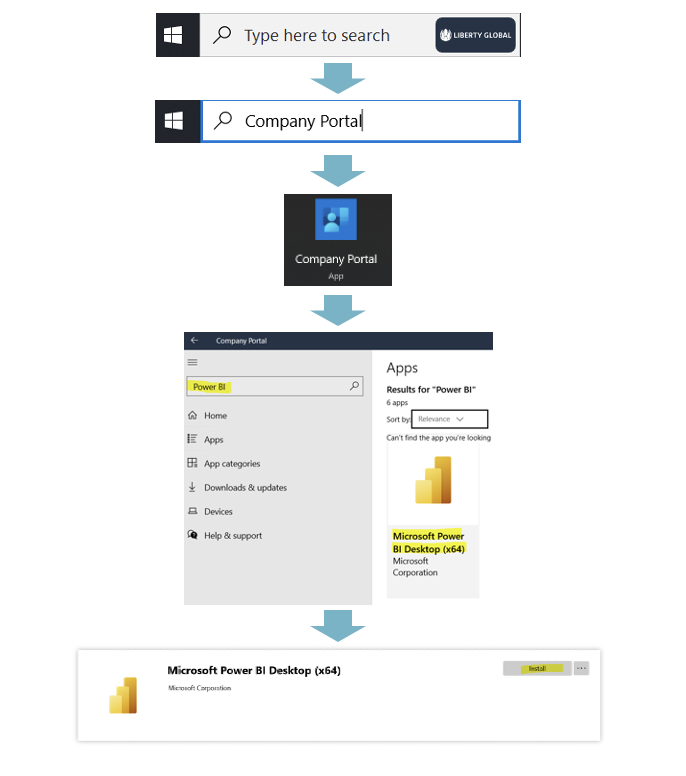 Type here to search
LIBERTY GLOBAL
Company Portal
Company Portal
App
Company Portal
Power BI
Home
Apps
App categories
Downloads & updates
Devices
Help & support
Apps
Results for "Power BI"
6 apps
Sort by:
Relevance
Can't find the app you're looking
Microsoft Power
BI Desktop (x64)
Microsoft
Corporation
Microsoft Power BI Desktop (x64)
Microsoft Corporation
Install